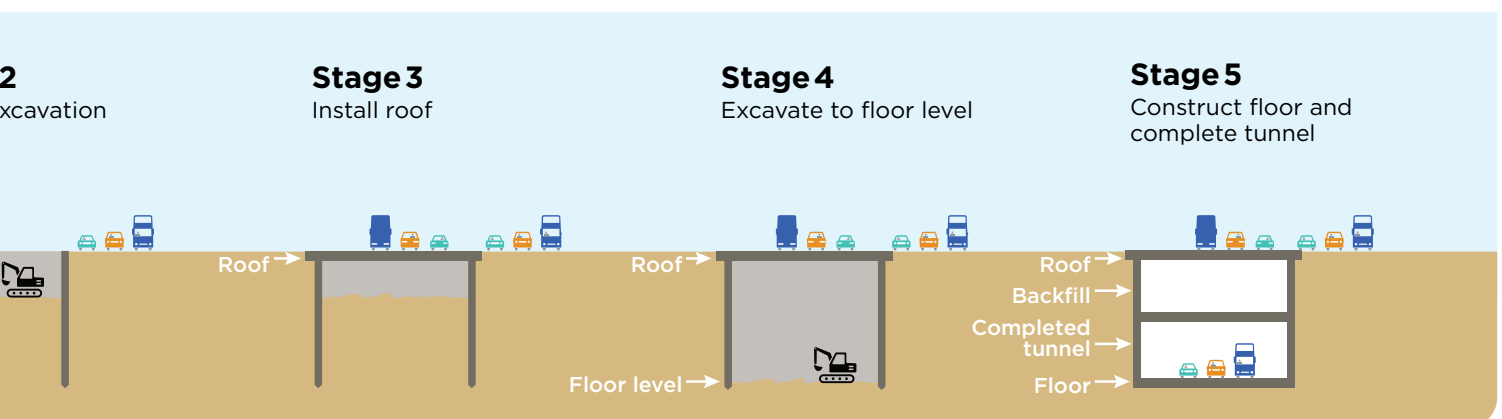 2
xcavation
Stage 3
Install roof
Stage 4
Excavate to floor level
Stage 5
Construct floor and
complete tunnel
Roof
Roof
Floor level
Roof
Backfill
Completed
tunnel
Floor